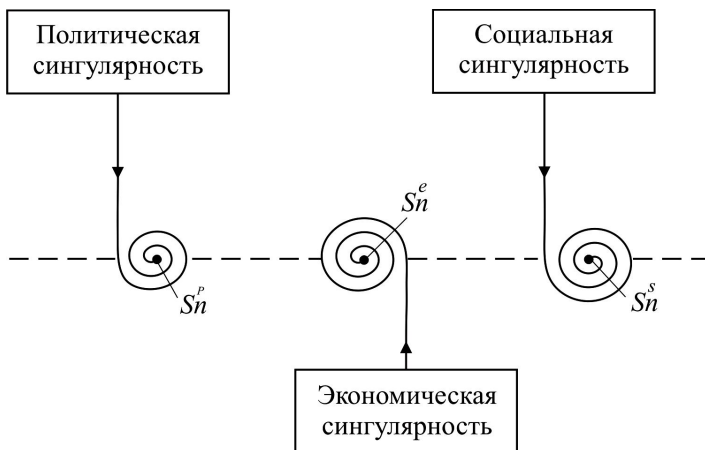 Политическая
сингулярность
Социальная
сингулярность
Sn^e
Sn^P
Sn^s
Экономическая
сингулярность